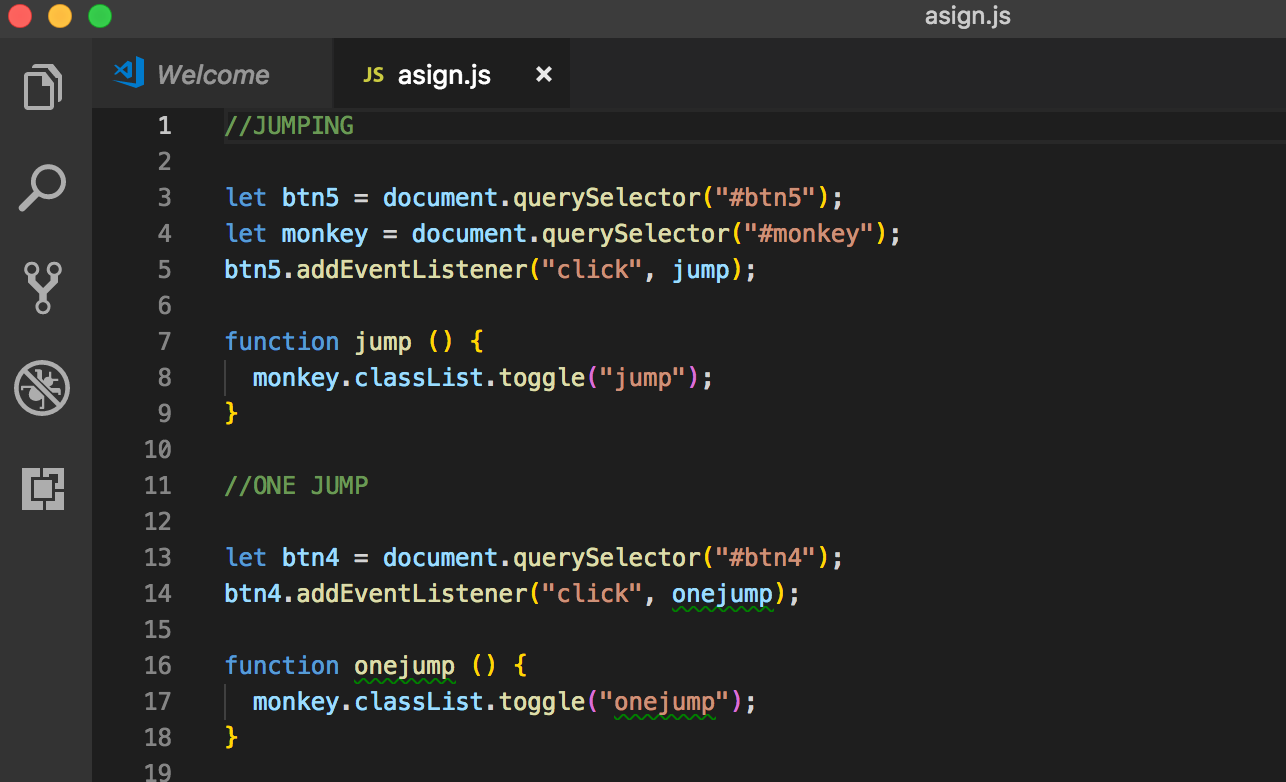 asign.js
Welcome
JS asign.js ×
1 //JUMPING
2
3 let btn5 = document.querySelector("#btn5");
4 let monkey = document.querySelector("#monkey");
5 btn5.addEventListener("click", jump);
6
7 function jump () {
8   monkey.classList.toggle("jump");
9 }
10
11 //ONE JUMP
12
13 let btn4 = document.querySelector("#btn4");
14 btn4.addEventListener("click", onejump);
15
16 function onejump () {
17   monkey.classList.toggle("onejump");
18 }
19